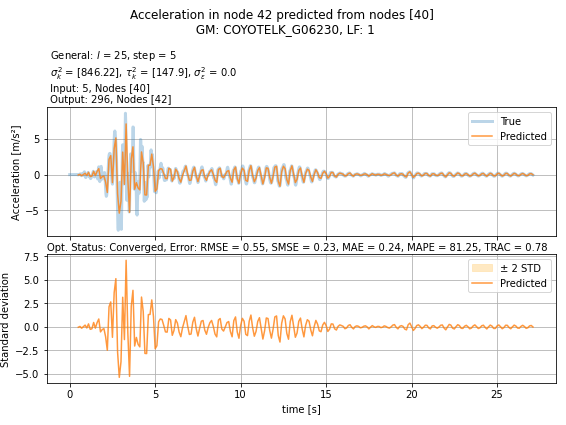 Acceleration in node 42 predicted from nodes [40]
GM: COYOTELK_G06230, LF: 1
General: l = 25, step = 5
σ²ₖ = [846.22], τ²ₖ = [147.9], σ²ε = 0.0
Input: 5, Nodes [40]
Output: 296, Nodes [42]
True
Predicted
5
0
−5
Acceleration [m/s²]
Opt. Status: Converged, Error: RMSE = 0.55, SMSE = 0.23, MAE = 0.24, MAPE = 81.25, TRAC = 0.78
± 2 STD
Predicted
7.5
5.0
2.5
0.0
−2.5
−5.0
Standard deviation
0 5 10 15 20 25
time [s]